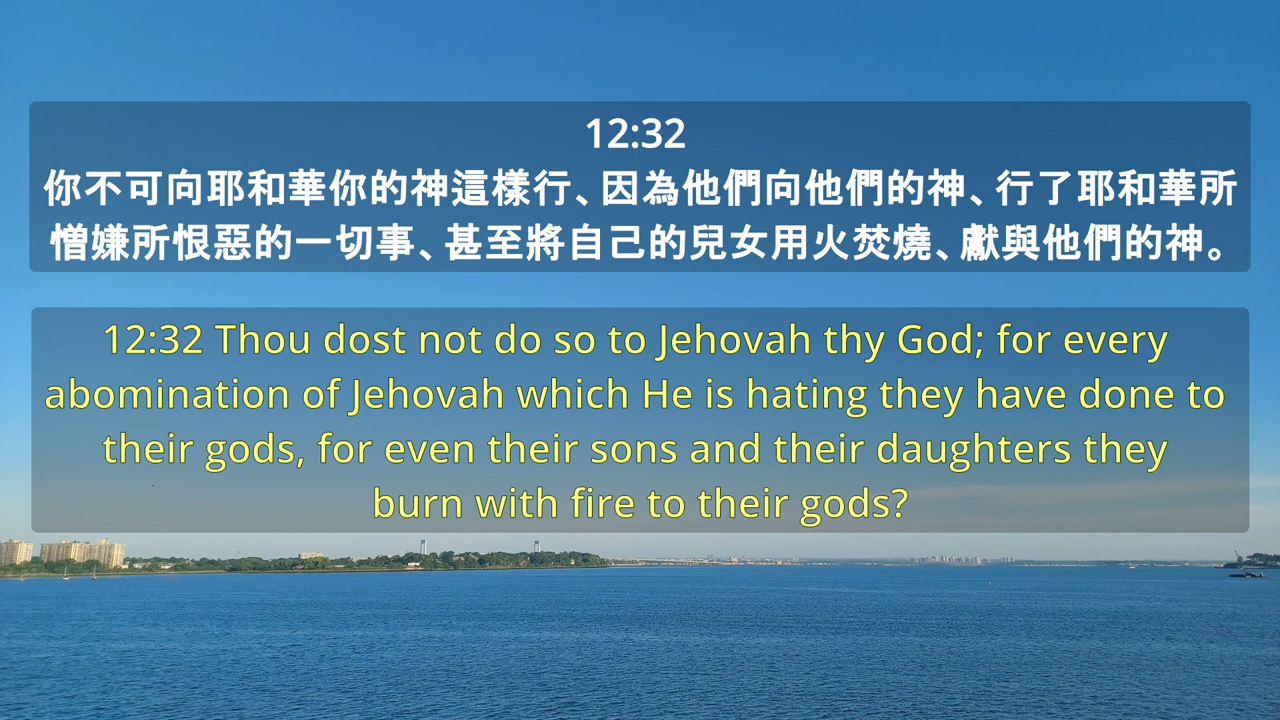 12:32
你不可向耶和華你的神這樣行、因為他們向他們的神、行了耶和華所
憎嫌所恨惡的一切事、甚至將自己的兒女用火焚燒、獻與他們的神。
12:32 Thou dost not do so to Jehovah thy God; for every
abomination of Jehovah which He is hating they have done to
their gods, for even their sons and their daughters they
burn with fire to their gods?